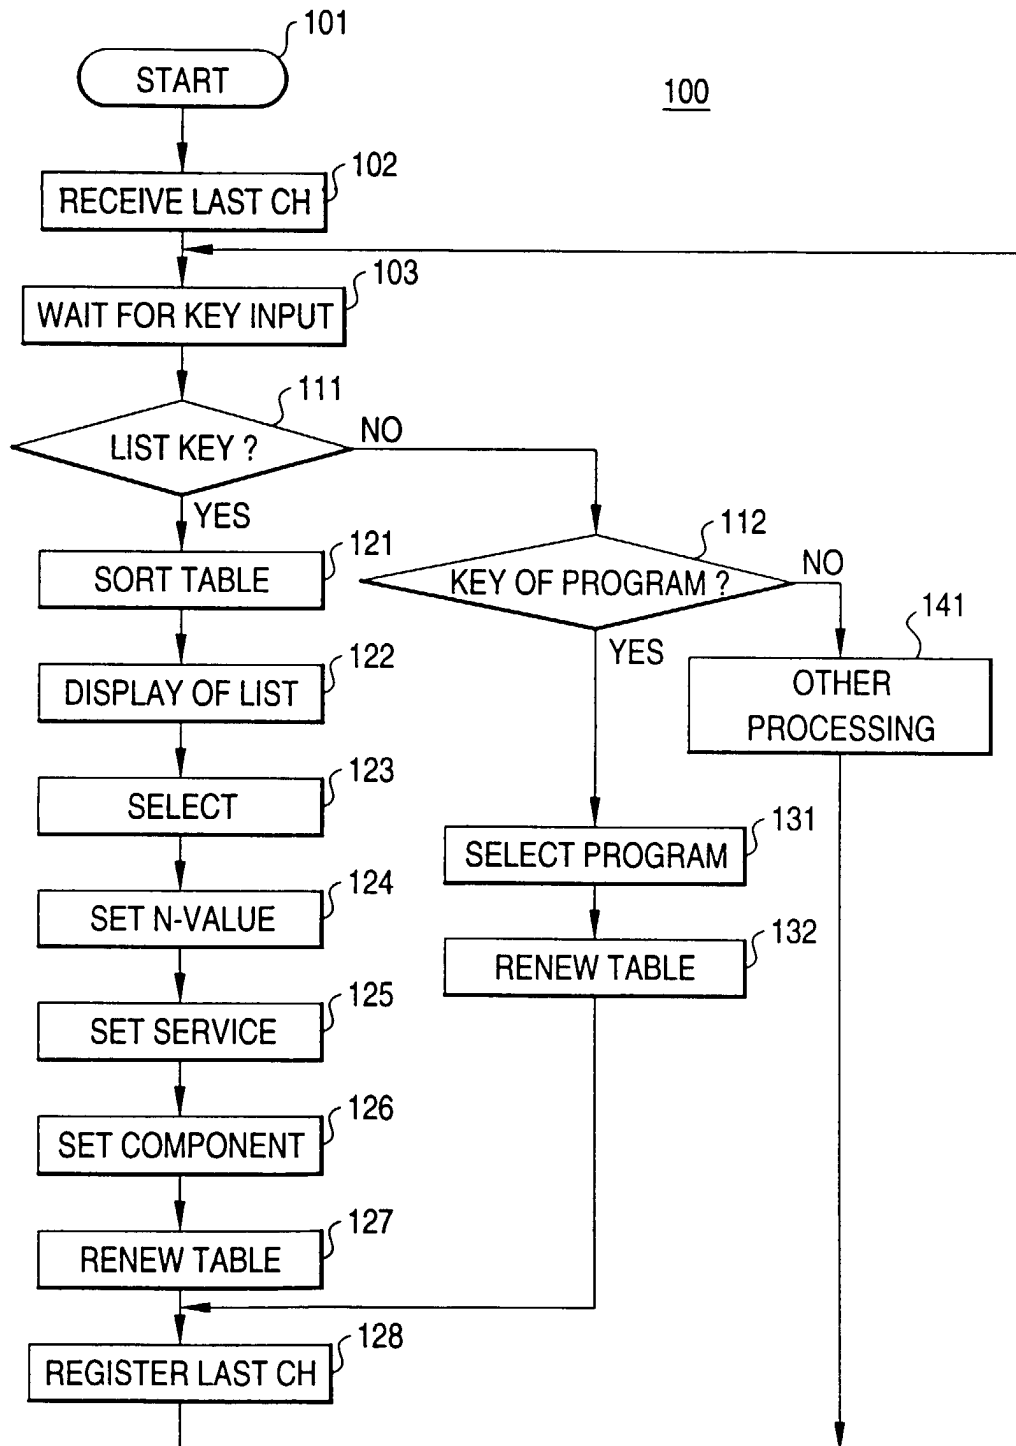 101
START
100
102
RECEIVE LAST CH
103
WAIT FOR KEY INPUT
111
LIST KEY ?
NO
YES
112
KEY OF PROGRAM ?
NO
YES
121
SORT TABLE
141
OTHER
PROCESSING
122
DISPLAY OF LIST
123
SELECT
131
SELECT PROGRAM
124
SET N-VALUE
132
RENEW TABLE
125
SET SERVICE
126
SET COMPONENT
127
RENEW TABLE
128
REGISTER LAST CH